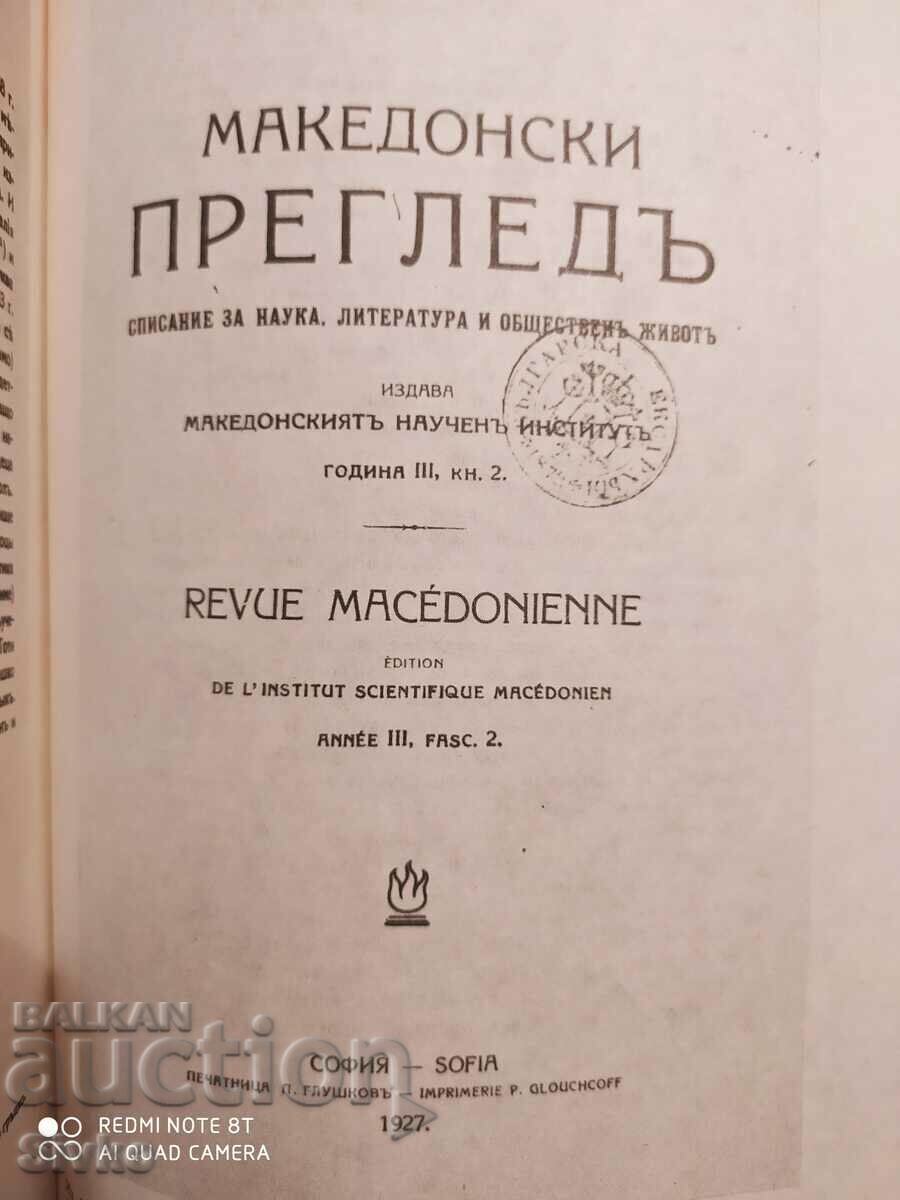 МАКЕДОНСКИ
ПРЕГЛЕДЪ
СПИСАНИЕ ЗА НАУКА, ЛИТЕРАТУРА И ОБЩЕСТВЕНЪ ЖИВОТЪ
ИЗДАВА
МАКЕДОНСКИЯТЪ НАУЧЕНЪ ИНСТИТУТЪ
ГОДИНА III, КН. 2.
REVUE MACÉDONIENNE
ÉDITION
DE L'INSTITUT SCIENTIFIQUE MACÉDONIEN
ANNÉE III, FASC. 2.
СОФИЯ — SOFIA
ПЕЧАТНИЦА П. ГЛУШКОВЪ — IMPRIMERIE P. GLOUCHCOFF
1927.
BALKAN
auction
REDMI NOTE 8T
AI QUAD CAMERA
Sivko